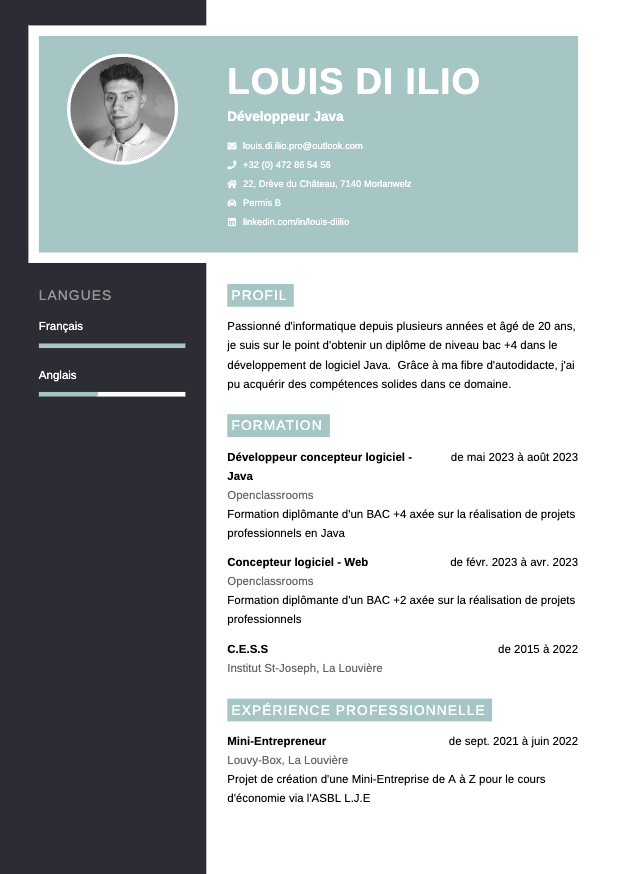 LOUIS DI ILIO
Développeur Java
louis.di.ilio.pro@outlook.com
+32 (0) 472 86 54 56
22, Drève du Château, 7140 Morlanwelz
Permis B
linkedin.com/in/louis-diilio
LANGUES
Français
Anglais
PROFIL
Passionné d'informatique depuis plusieurs années et âgé de 20 ans,
je suis sur le point d'obtenir un diplôme de niveau bac +4 dans le
développement de logiciel Java.  Grâce à ma fibre d'autodidacte, j'ai
pu acquérir des compétences solides dans ce domaine.
FORMATION
Développeur concepteur logiciel - de mai 2023 à août 2023
Java
Openclassrooms
Formation diplômante d'un BAC +4 axée sur la réalisation de projets
professionnels en Java
Concepteur logiciel - Web de févr. 2023 à avr. 2023
Openclassrooms
Formation diplômante d'un BAC +2 axée sur la réalisation de projets
professionnels
C.E.S.S de 2015 à 2022
Institut St-Joseph, La Louvière
EXPÉRIENCE PROFESSIONNELLE
Mini-Entrepreneur de sept. 2021 à juin 2022
Louvy-Box, La Louvière
Projet de création d'une Mini-Entreprise de A à Z pour le cours
d'économie via l'ASBL L.J.E